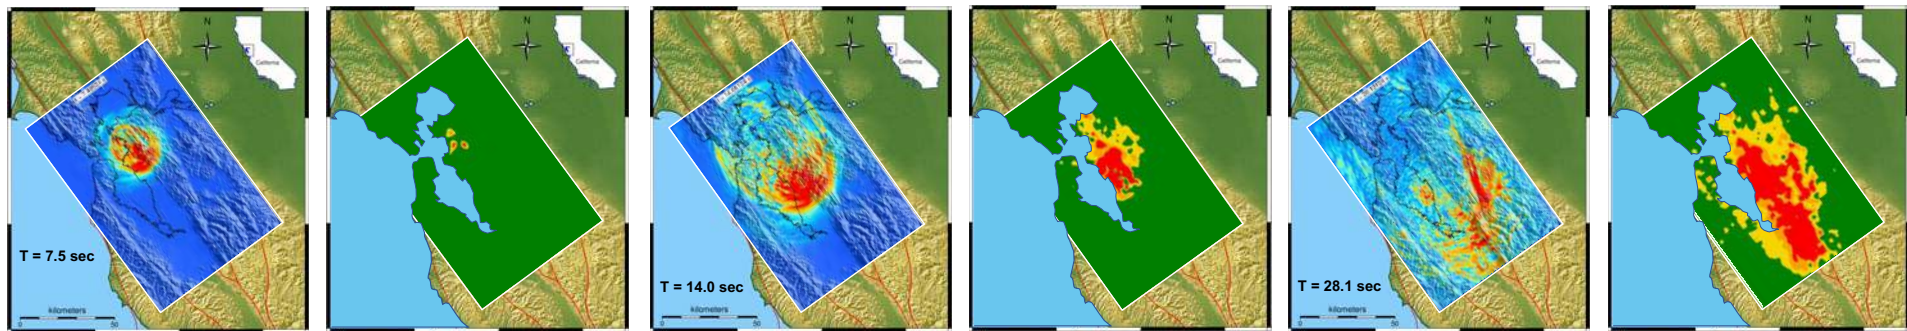 N
California
T = 7.5 sec
kilometers
0 50
N
California
N
California
T = 14.0 sec
kilometers
0 50
N
California
N
California
T = 28.1 sec
kilometers
0 50
N
California